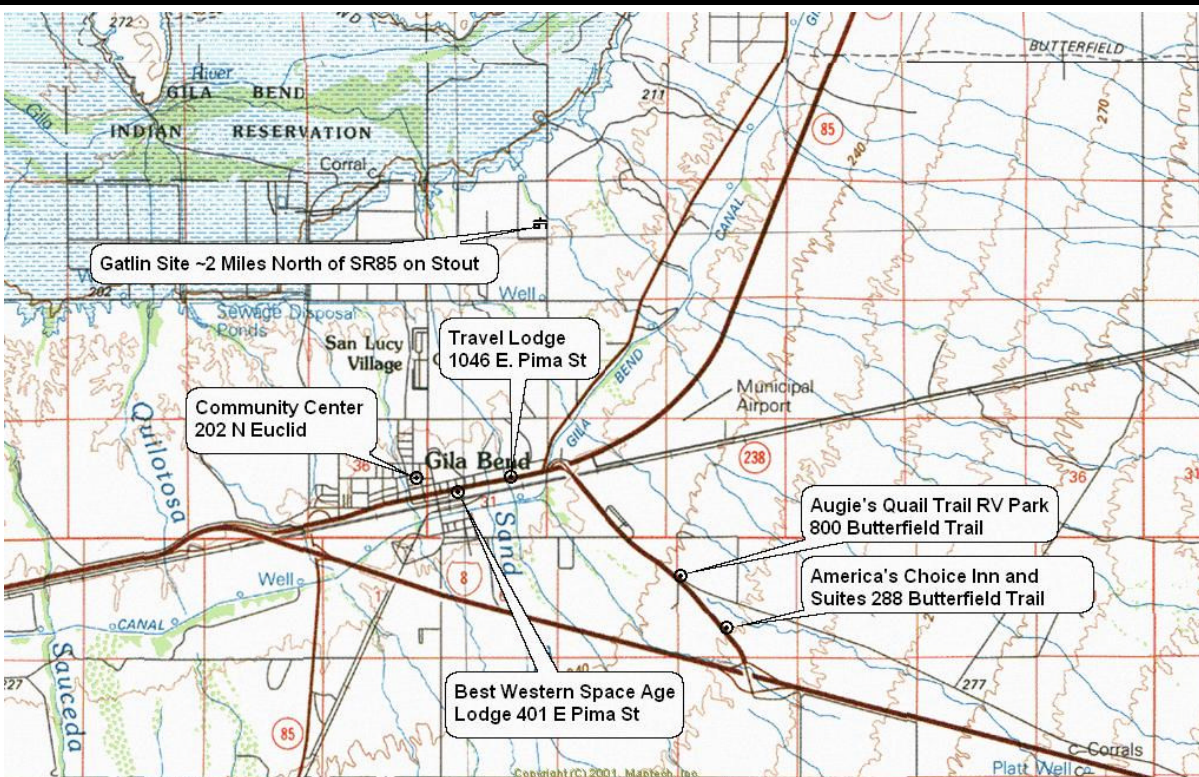 272
BUTTERFIELD
River
GILA BEND
211
270
Gila
INDIAN RESERVATION
85
240
Corral
CANAL
Gatlin Site ~2 Miles North of SR85 on Stout
202
Well
Sewage Disposal
Ponds
San Lucy
Village
Travel Lodge
1046 E. Pima St
BEND
Municipal
Airport
Community Center
202 N Euclid
GILA
Quilotosa
36
Gila Bend
238
36
31
Sand
Augie's Quail Trail RV Park
800 Butterfield Trail
Well
8
America's Choice Inn and
Suites 288 Butterfield Trail
CANAL
Sauceda
240
227
Best Western Space Age
Lodge 401 E Pima St
277
85
Corrals
Platt Well
Copyright (C) 2001, Maptech, Inc.